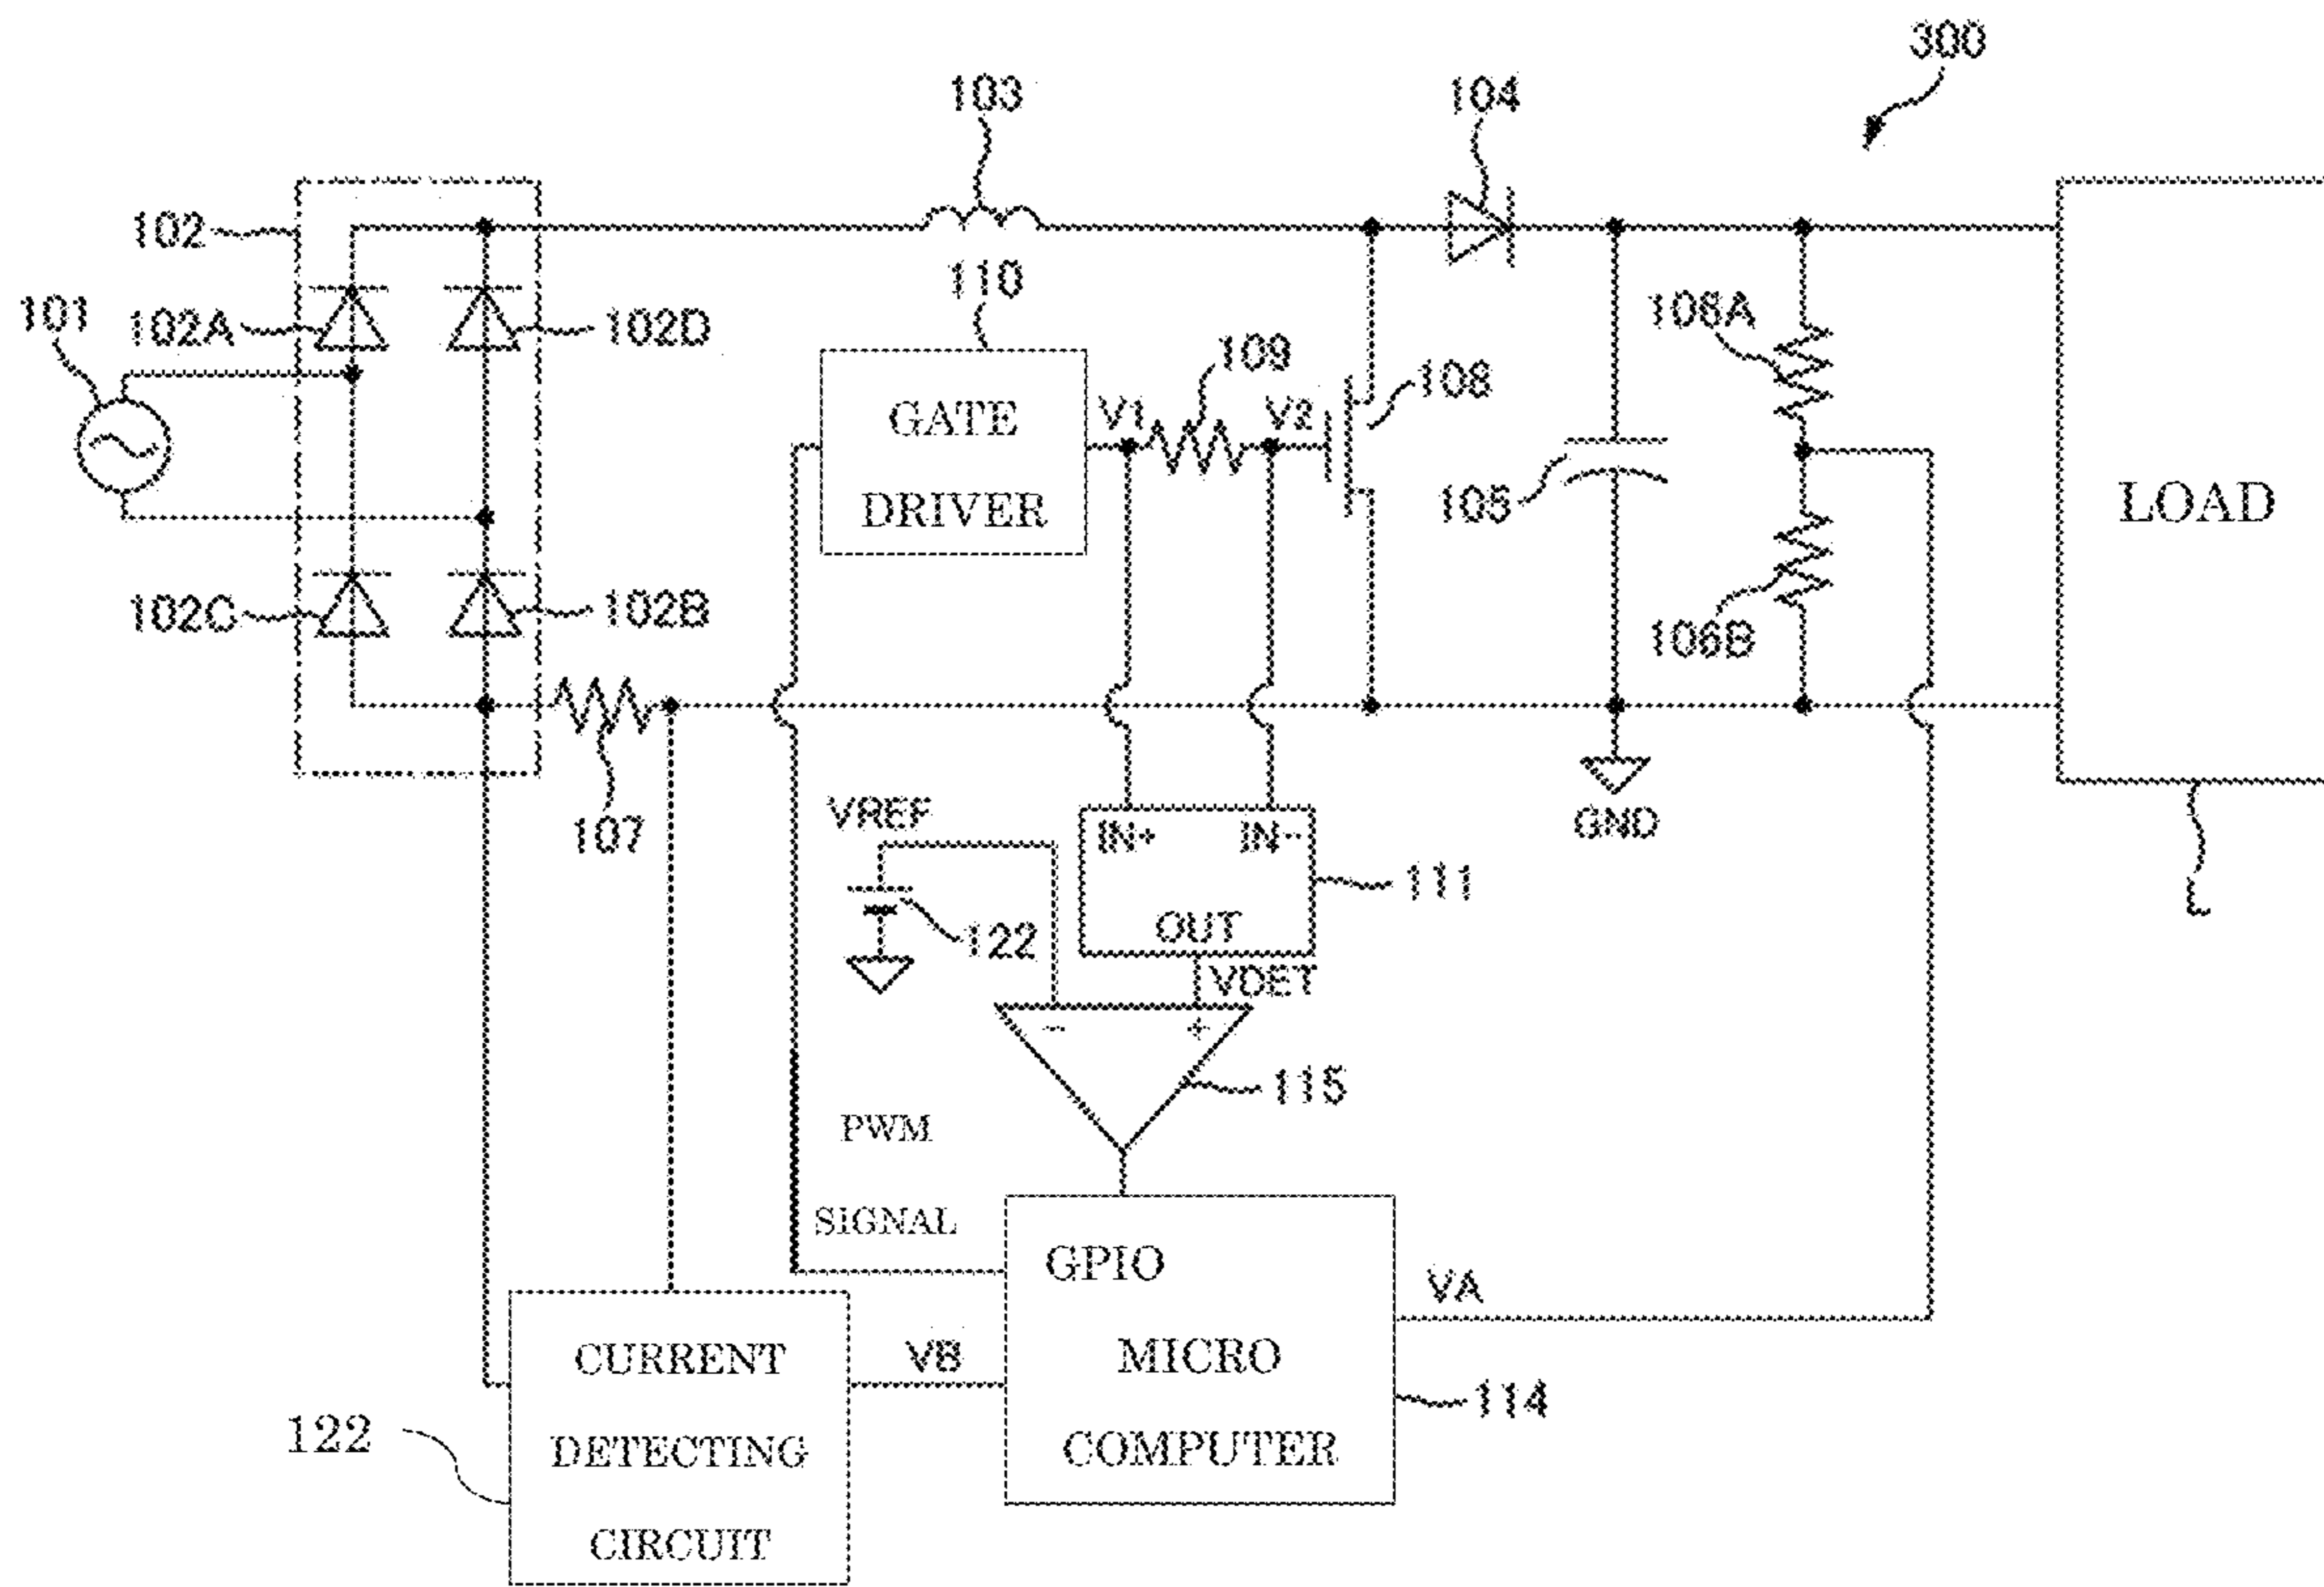 300
103
104
102
110
101
102A
102D
109
108
106A
GATE
DRIVER
V1
V2
105
LOAD
102C
102B
106B
107
VREF
IN+
IN-
GND
111
122
OUT
L
VDET
-
+
115
PWM
SIGNAL
GPIO
VA
CURRENT
DETECTING
CIRCUIT
VB
MICRO
COMPUTER
114
122